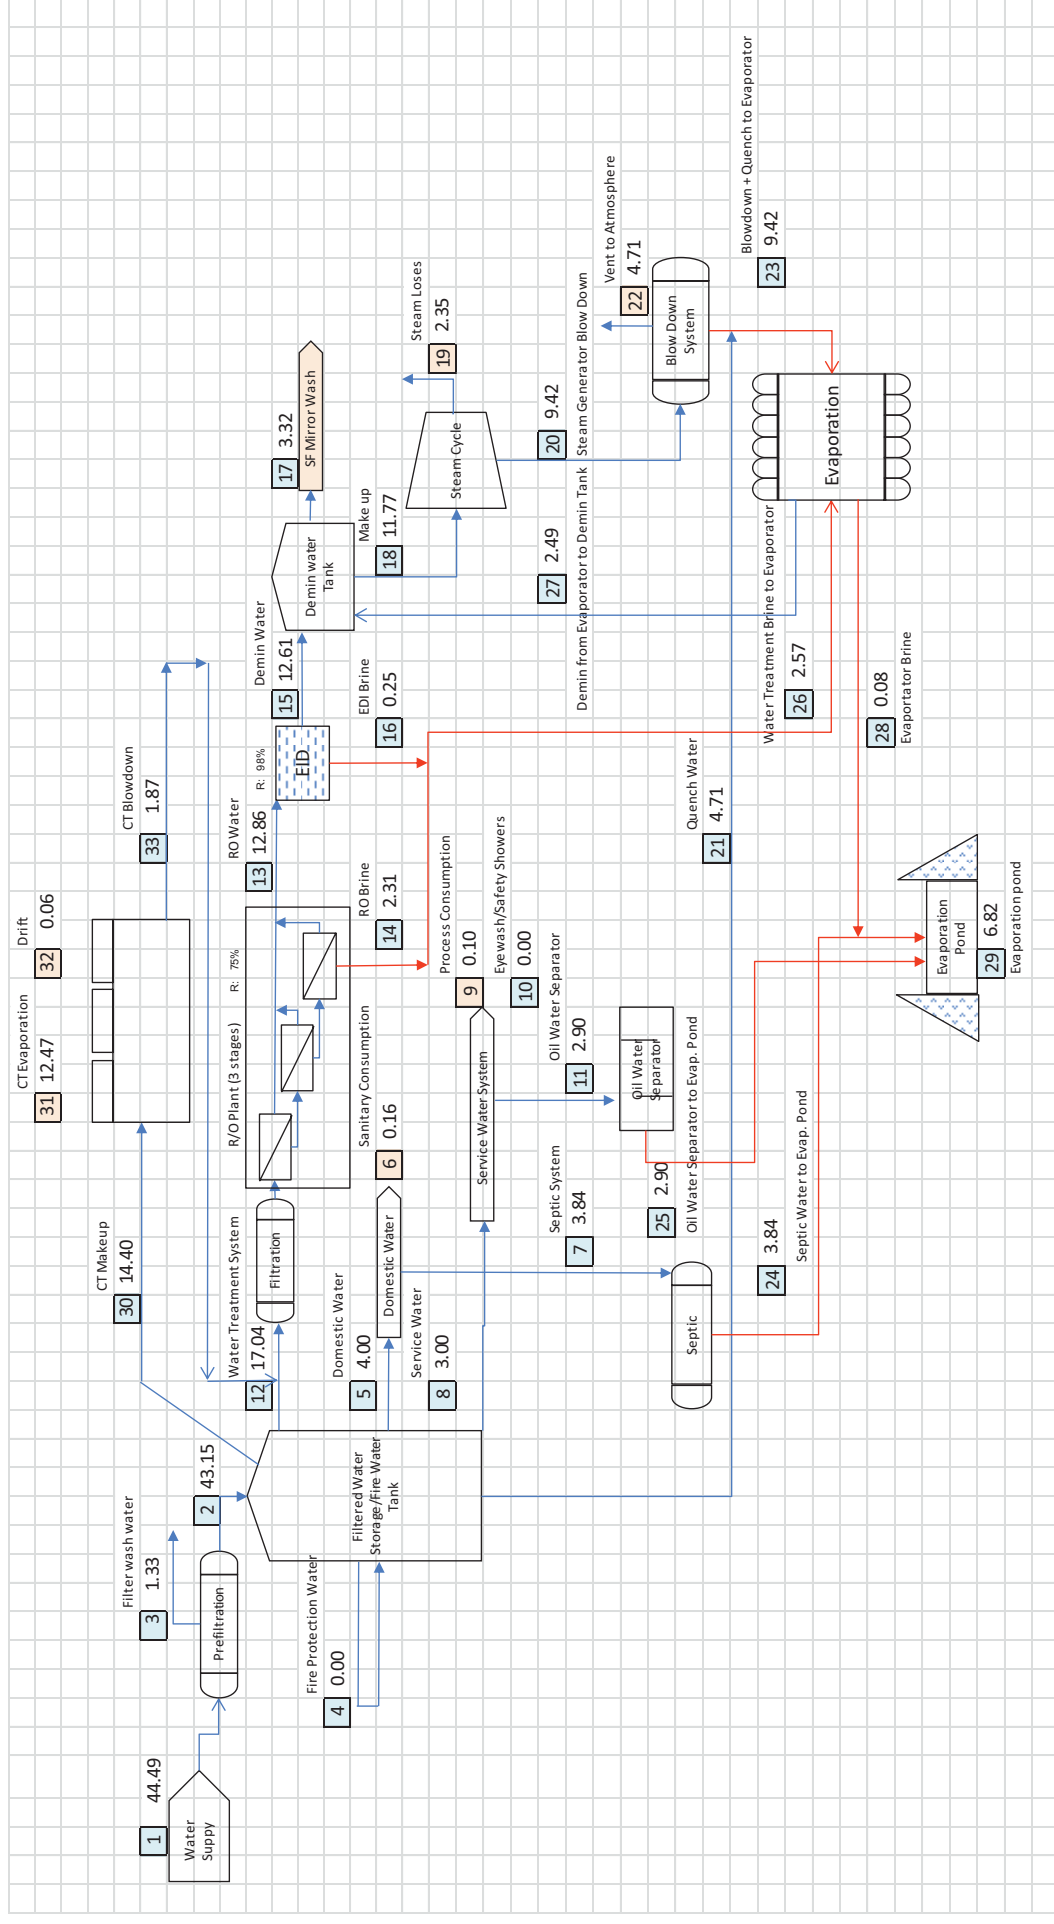 1
44.49
Water
Suppy
Prefiltration
3
Filter wash water
1.33
2
43.15
Fire Protection Water
4
0.00
Filtered Water
Storage/Fire Water
Tank
CT Makeup
30
14.40
CT Evaporation
31
12.47
Drift
32
0.06
CT Blowdown
33
1.87
Water Treatment System
12
17.04
Filtration
R/O Plant (3 stages)
R: 75%
RO Water
13
12.86
RO Brine
14
2.31
R: 98%
EID
Demin Water
15
12.61
EDI Brine
16
0.25
Demin water
Tank
17
3.32
SF Mirror Wash
Make up
18
11.77
Steam Cycle
Steam Loses
19
2.35
20
9.42
Steam Generator Blow Down
Vent to Atmosphere
22
4.71
Blow Down
System
Blowdown + Quench to Evaporator
23
9.42
27
2.49
Demin from Evaporator to Demin Tank
Domestic Water
5
4.00
Domestic Water
Sanitary Consumption
6
0.16
Service Water
8
3.00
Service Water System
Process Consumption
9
0.10
Eyewash/Safety Showers
10
0.00
Septic System
7
3.84
Oil Water Separator
11
2.90
Oil Water
Separator
25
2.90
Oil Water Separator to Evap. Pond
Septic
24
3.84
Septic Water to Evap. Pond
Quench Water
21
4.71
Water Treatment Brine to Evaporator
26
2.57
Evaporation
28
0.08
Evaportator Brine
Evaporation
Pond
29
6.82
Evaporation pond